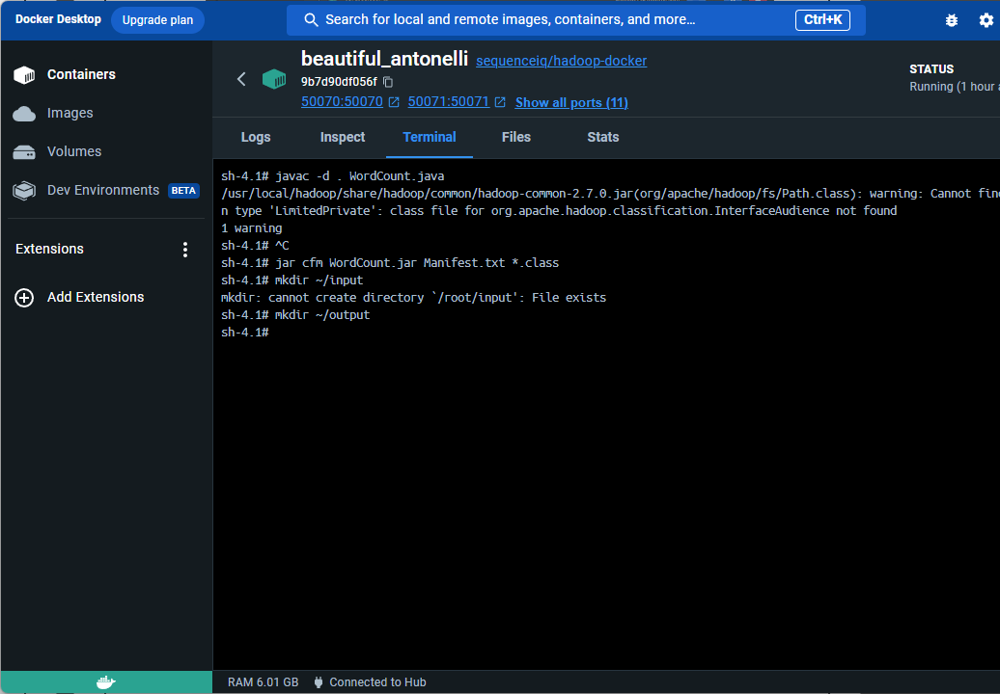 Docker Desktop Upgrade plan Search for local and remote images, containers, and more... Ctrl+K
Containers
Images
Volumes
Dev Environments BETA
Extensions
Add Extensions
beautiful_antonelli sequenceiq/hadoop-docker
9b7d90df056f
50070:50070 50071:50071 Show all ports (11)
STATUS
Running (1 hour a
Logs Inspect Terminal Files Stats
sh-4.1# javac -d . WordCount.java
/usr/local/hadoop/share/hadoop/common/hadoop-common-2.7.0.jar(org/apache/hadoop/fs/Path.class): warning: Cannot fin
n type 'LimitedPrivate': class file for org.apache.hadoop.classification.InterfaceAudience not found
1 warning
sh-4.1# ^C
sh-4.1# jar cfm WordCount.jar Manifest.txt *.class
sh-4.1# mkdir ~/input
mkdir: cannot create directory `/root/input': File exists
sh-4.1# mkdir ~/output
sh-4.1#
RAM 6.01 GB Connected to Hub